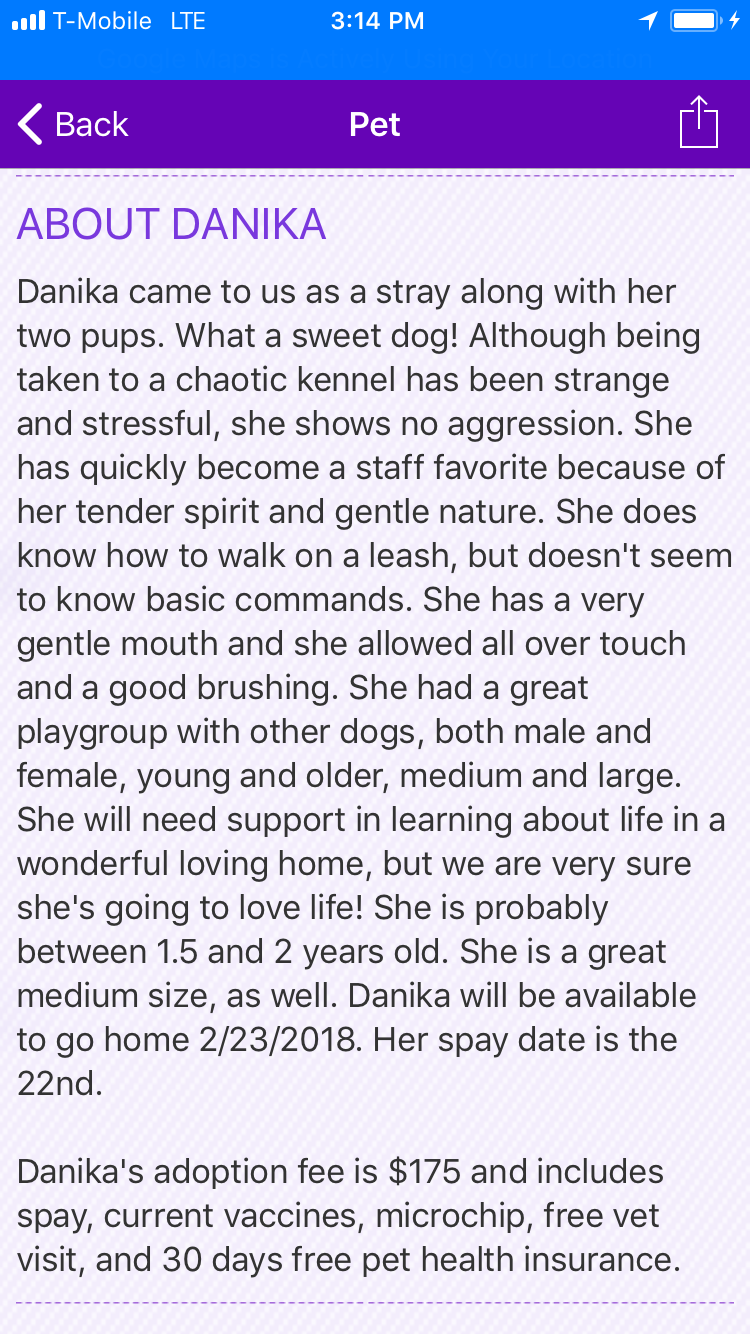 T-Mobile LTE 3:14 PM
Back Pet
ABOUT DANIKA
Danika came to us as a stray along with her
two pups. What a sweet dog! Although being
taken to a chaotic kennel has been strange
and stressful, she shows no aggression. She
has quickly become a staff favorite because of
her tender spirit and gentle nature. She does
know how to walk on a leash, but doesn't seem
to know basic commands. She has a very
gentle mouth and she allowed all over touch
and a good brushing. She had a great
playgroup with other dogs, both male and
female, young and older, medium and large.
She will need support in learning about life in a
wonderful loving home, but we are very sure
she's going to love life! She is probably
between 1.5 and 2 years old. She is a great
medium size, as well. Danika will be available
to go home 2/23/2018. Her spay date is the
22nd.
Danika's adoption fee is $175 and includes
spay, current vaccines, microchip, free vet
visit, and 30 days free pet health insurance.